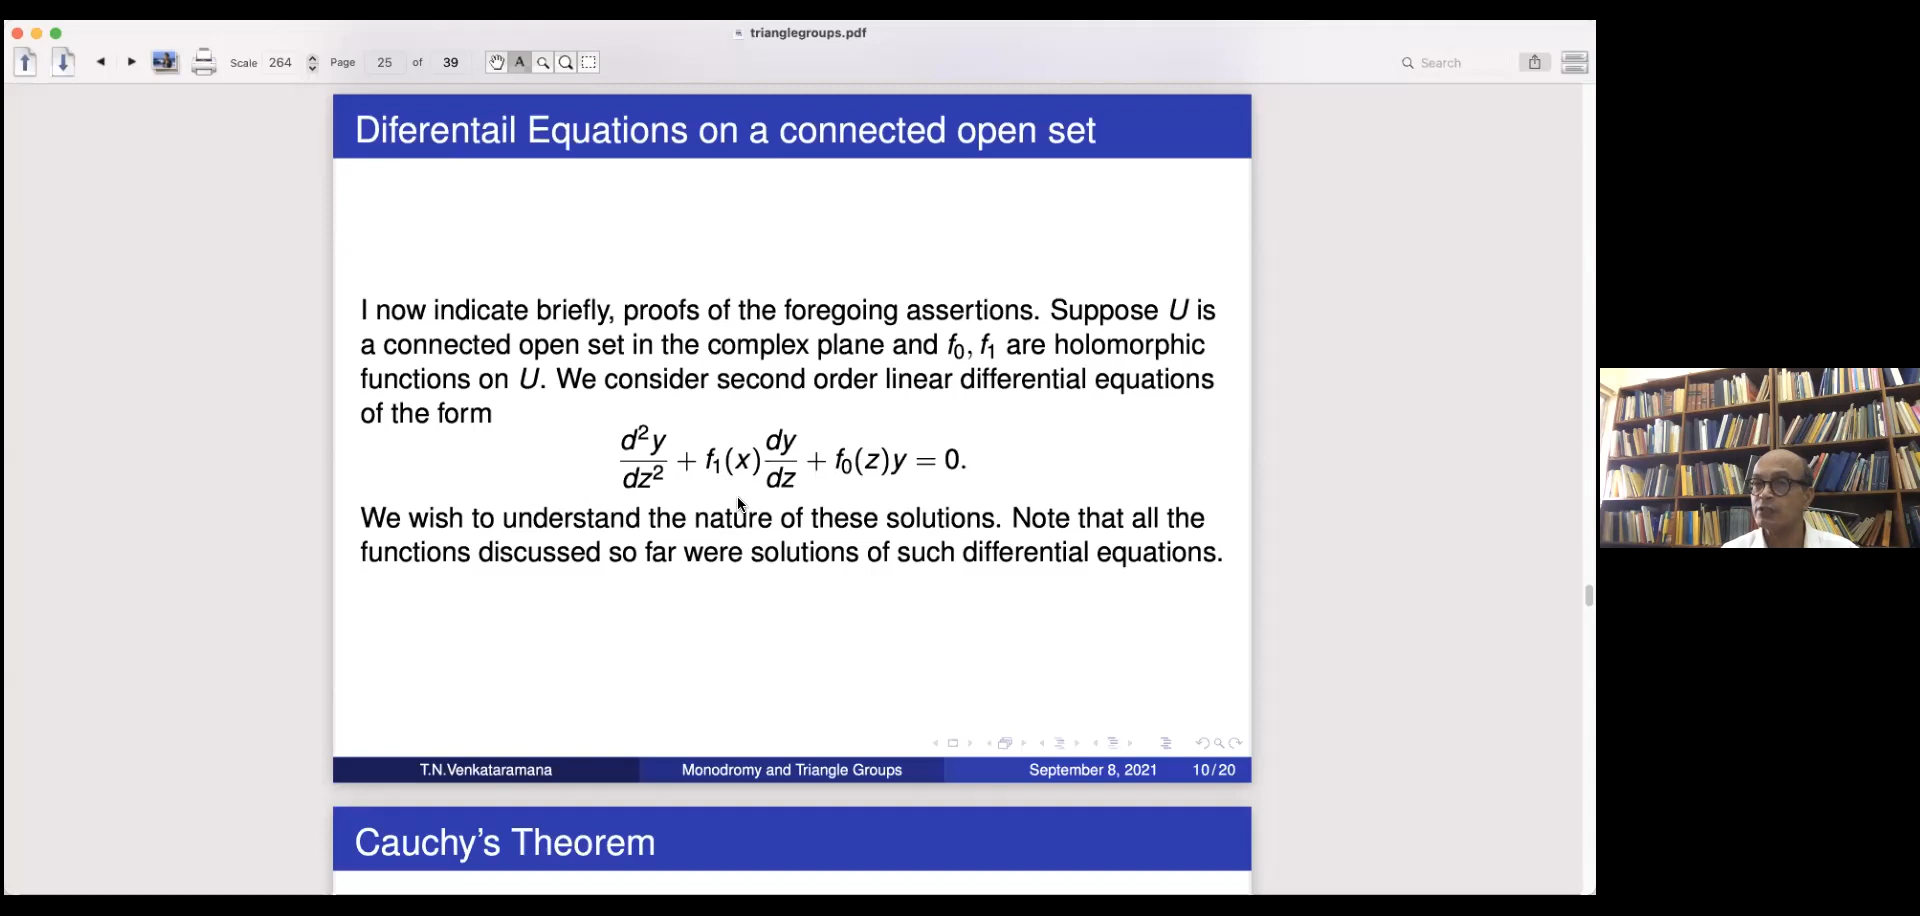 trianglegroups.pdf
Scale 264 Page 25 of 39 A Search
Diferentail Equations on a connected open set
I now indicate briefly, proofs of the foregoing assertions. Suppose U is
a connected open set in the complex plane and f₀, f₁ are holomorphic
functions on U. We consider second order linear differential equations
of the form
d²y/dz² + f₁(x) dy/dz + f₀(z)y = 0.
We wish to understand the nature of these solutions. Note that all the
functions discussed so far were solutions of such differential equations.
T.N.Venkataramana Monodromy and Triangle Groups September 8, 2021 10/20
Cauchy's Theorem